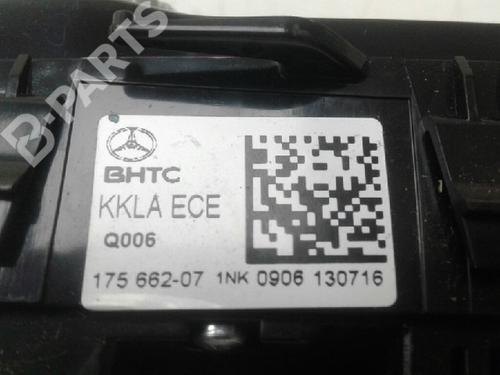 B-PARTS
BHTC
KKLA ECE
Q006
175 662-07 1NK 0906 130716